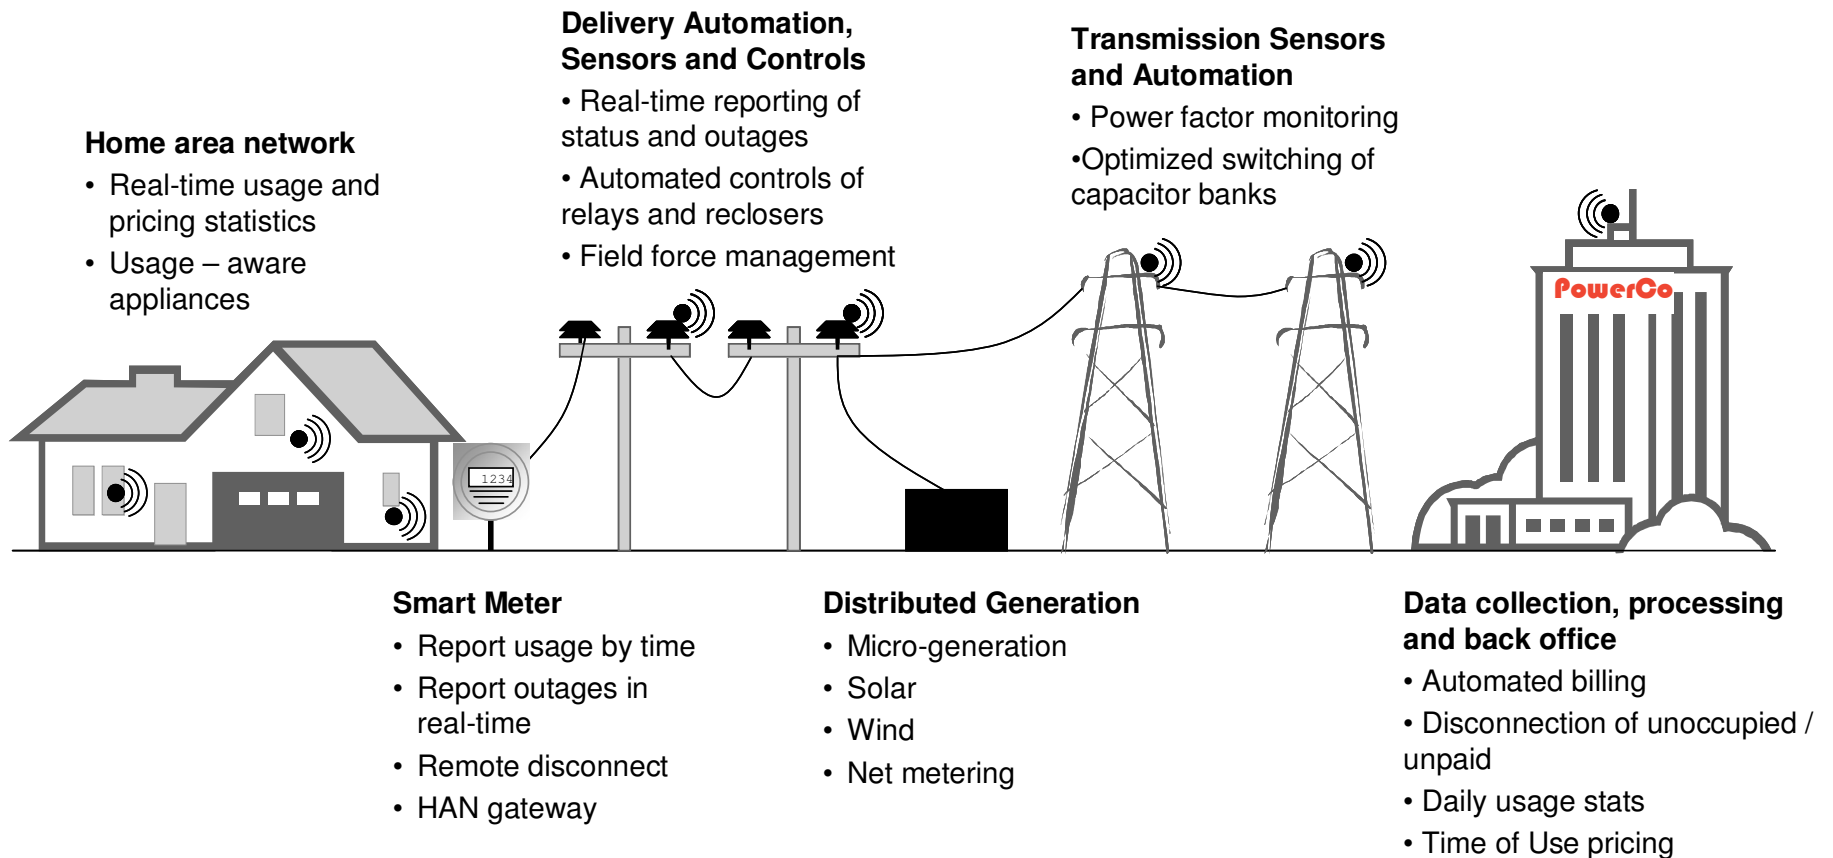 Delivery Automation,
Sensors and Controls
• Real-time reporting of
status and outages
• Automated controls of
relays and reclosers
• Field force management
Transmission Sensors
and Automation
• Power factor monitoring
•Optimized switching of
capacitor banks
Home area network
• Real-time usage and
pricing statistics
• Usage – aware
appliances
PowerCo
1234
Smart Meter
• Report usage by time
• Report outages in
real-time
• Remote disconnect
• HAN gateway
Distributed Generation
• Micro-generation
• Solar
• Wind
• Net metering
Data collection, processing
and back office
• Automated billing
• Disconnection of unoccupied /
unpaid
• Daily usage stats
• Time of Use pricing